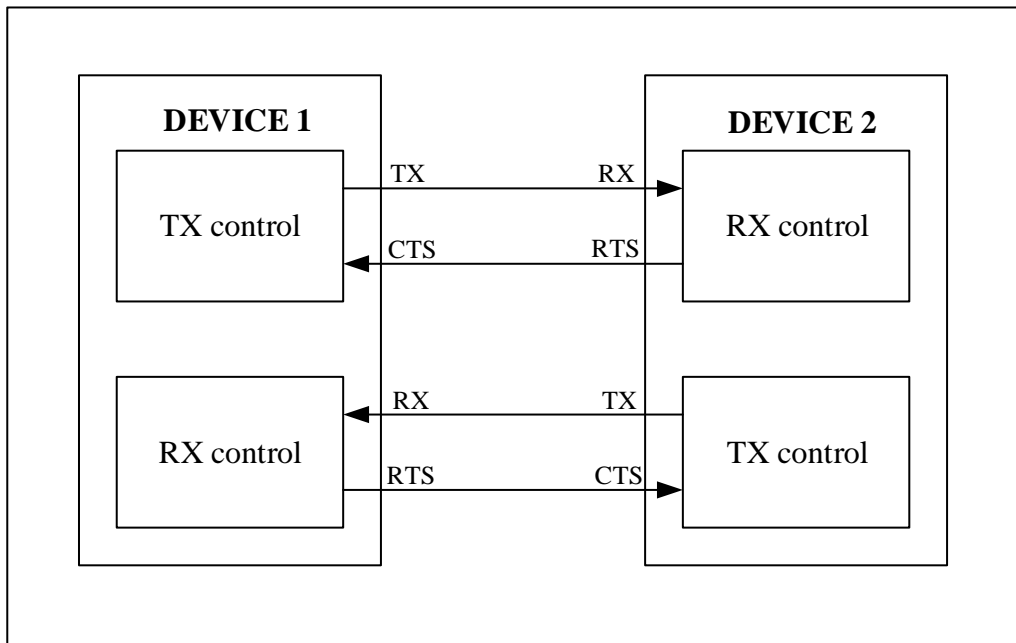 DEVICE 1
DEVICE 2
TX
RX
TX control
RX control
CTS
RTS
RX
TX
RX control
TX control
RTS
CTS